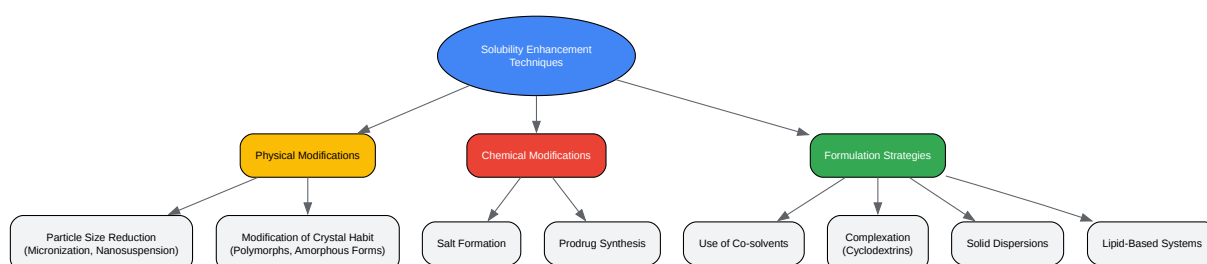 Solubility Enhancement
Techniques
Physical Modifications
Chemical Modifications
Formulation Strategies
Particle Size Reduction
(Micronization, Nanosuspension)
Modification of Crystal Habit
(Polymorphs, Amorphous Forms)
Salt Formation
Prodrug Synthesis
Use of Co-solvents
Complexation
(Cyclodextrins)
Solid Dispersions
Lipid-Based Systems